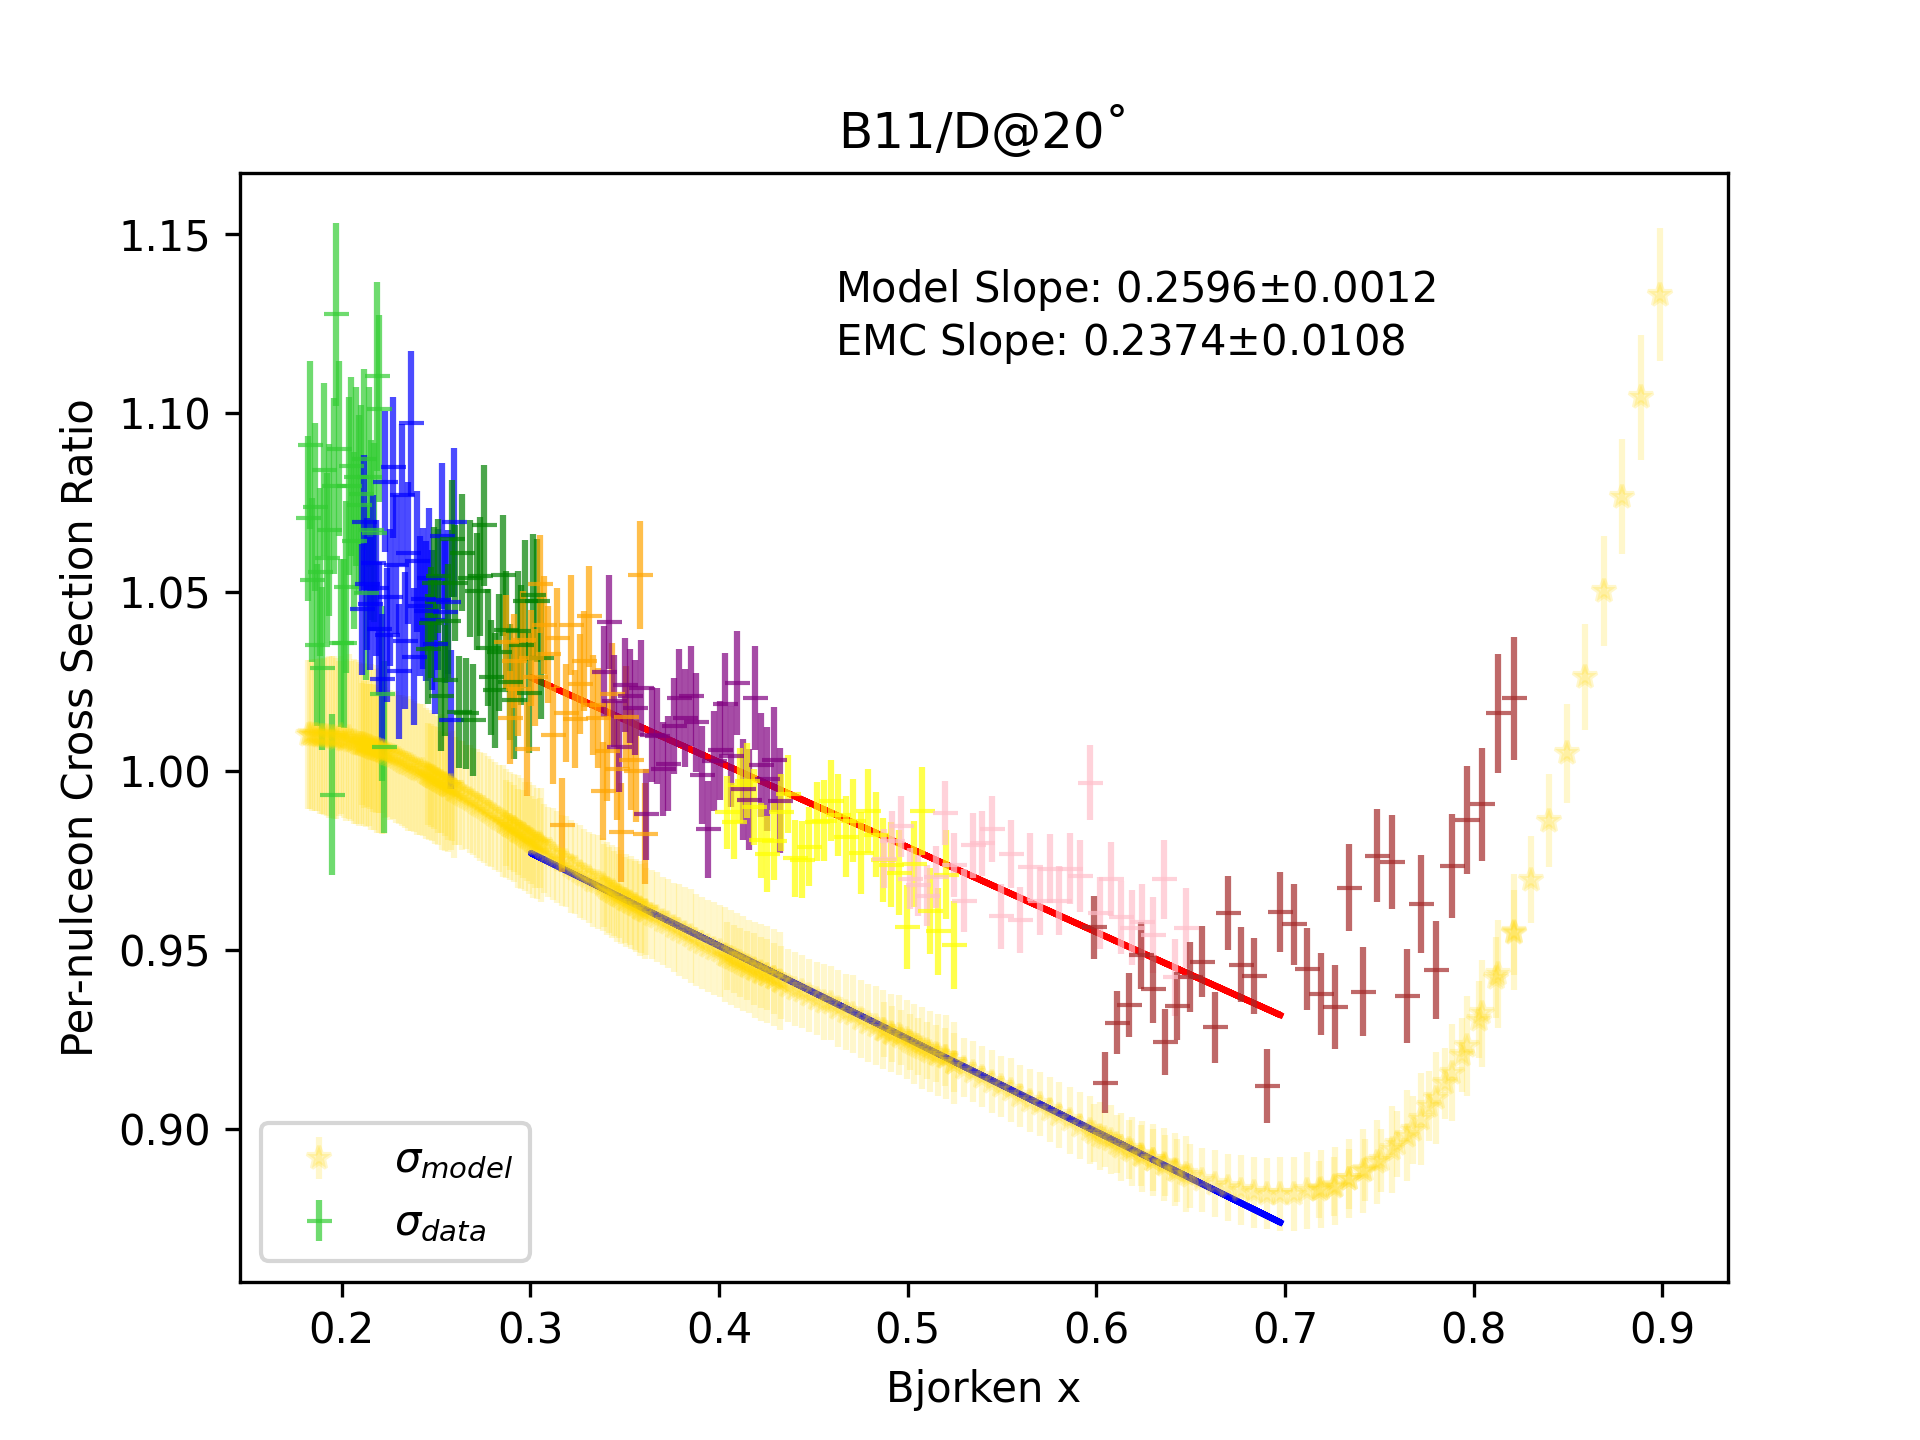 B11/D@20°
Model Slope: 0.2596±0.0012
EMC Slope: 0.2374±0.0108
Per-nulceon Cross Section Ratio
1.15
1.10
1.05
1.00
0.95
0.90
σmodel
σdata
0.2 0.3 0.4 0.5 0.6 0.7 0.8 0.9
Bjorken x